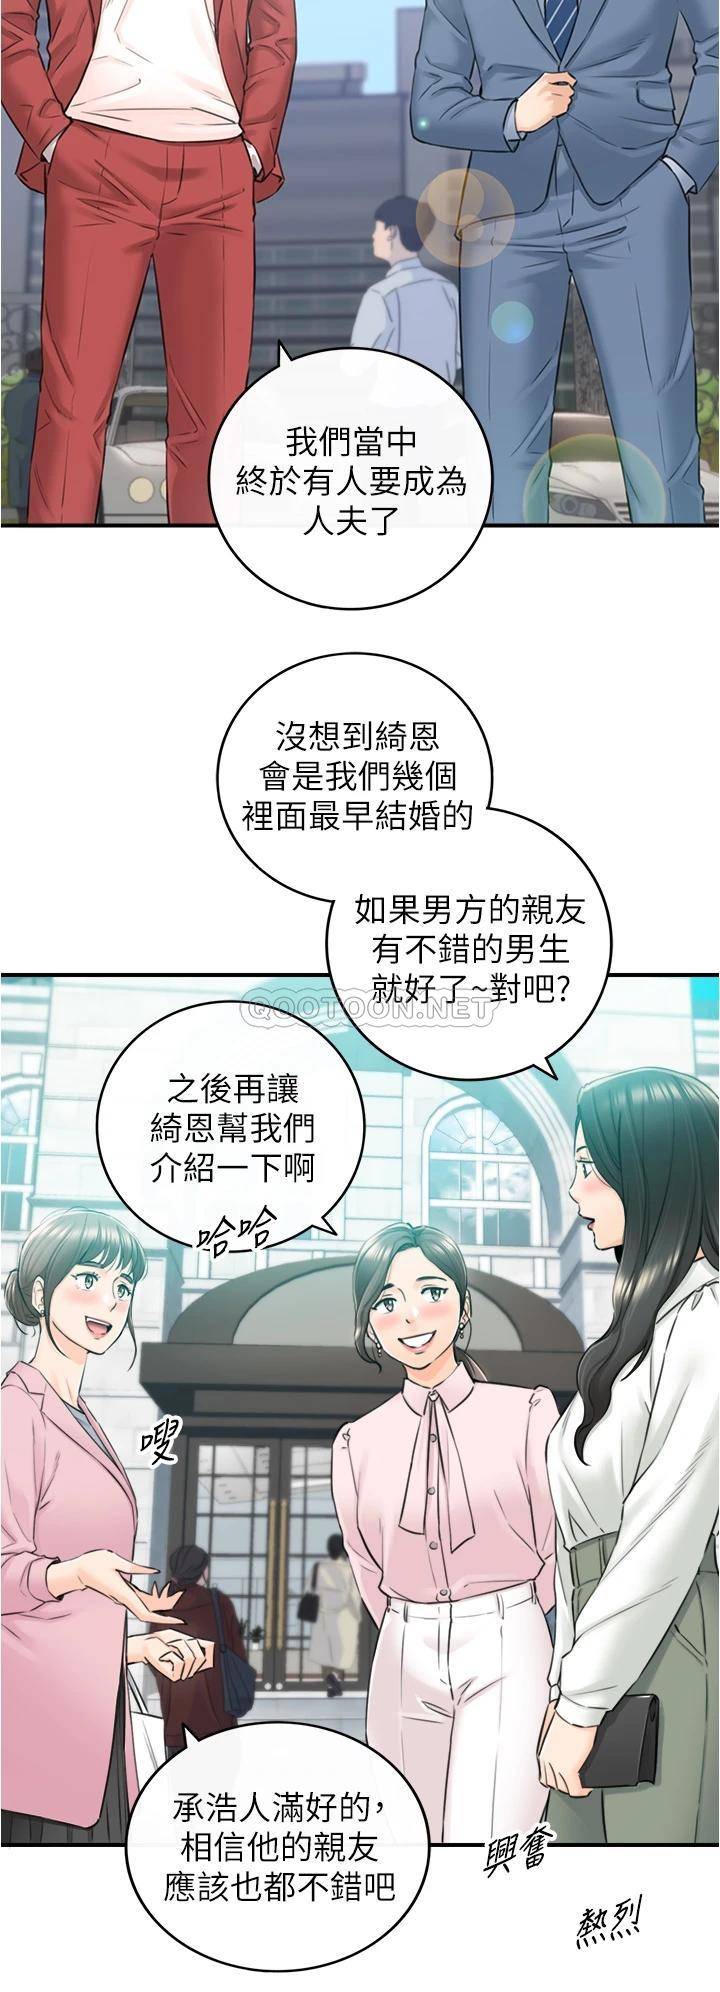 我們當中
終於有人要成為
人夫了
沒想到綺恩
會是我們幾個
裡面最早結婚的
如果男方的親友
有不錯的男生
就好了~對吧?
QOOTOON.NET
之後再讓
綺恩幫我們
介紹一下啊
哈哈
嗖
承浩人滿好的,
相信他的親友
應該也都不錯吧
興奮
熱烈